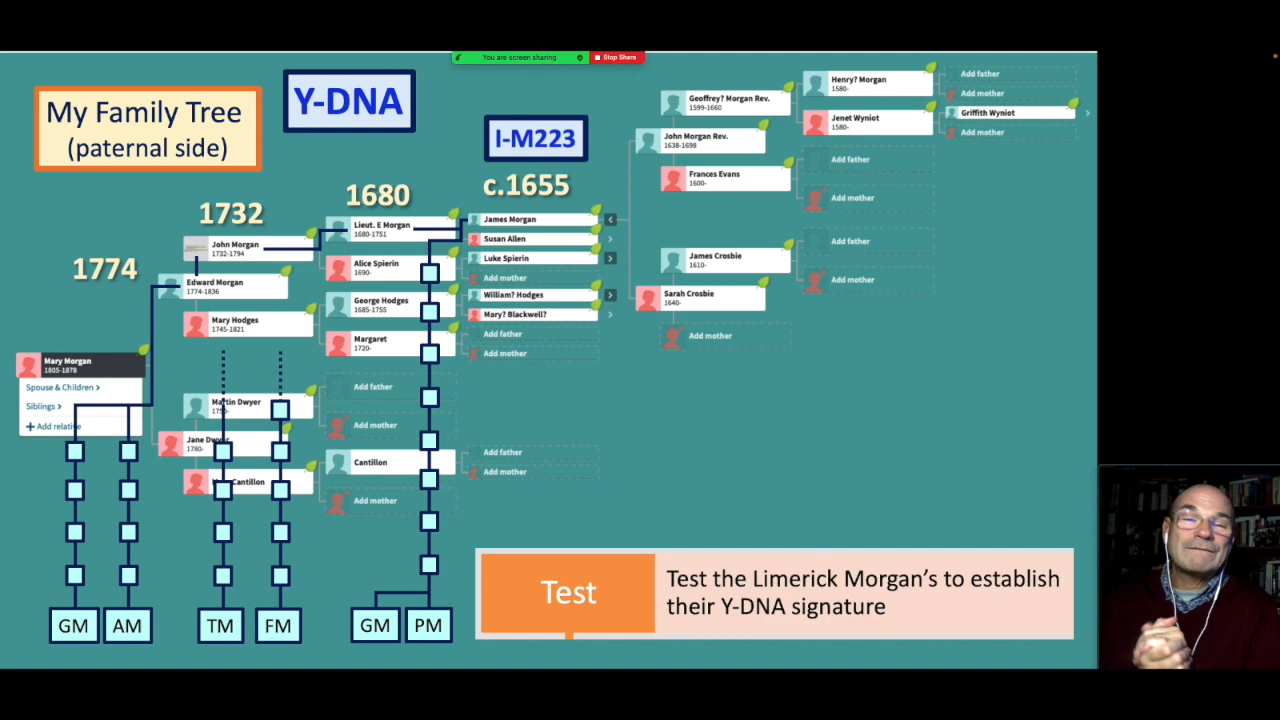 You are screen sharing
Stop Share
My Family Tree
(paternal side)
Y-DNA
I-M223
c.1655
1680
1732
1774
Mary Morgan
1805-1878
Spouse & Children
Siblings
Add relative
Edward Morgan
1774-1836
John Morgan
1732-1794
Mary Hodges
1745-1821
Martin Dwyer
Jane Dwyer
1780-
Cantillon
Lieut. E Morgan
1680-1751
Alice Spierin
1690-
George Hodges
1685-1755
Margaret
1720-
Add father
Add mother
Cantillon
Add mother
James Morgan
Susan Allen
Luke Spierin
Add mother
William? Hodges
Mary? Blackwell?
Add father
Add mother
Add father
Add mother
John Morgan Rev.
1638-1698
Sarah Crosbie
1640-
Geoffrey? Morgan Rev.
1599-1660
Frances Evans
1600-
James Crosbie
1610-
Add mother
Henry? Morgan
1580-
Jenet Wyniot
1580-
Add father
Add mother
Add father
Add mother
Add father
Add mother
Griffith Wyniot
Add mother
GM
AM
TM
FM
GM
PM
Test
Test the Limerick Morgan's to establish
their Y-DNA signature